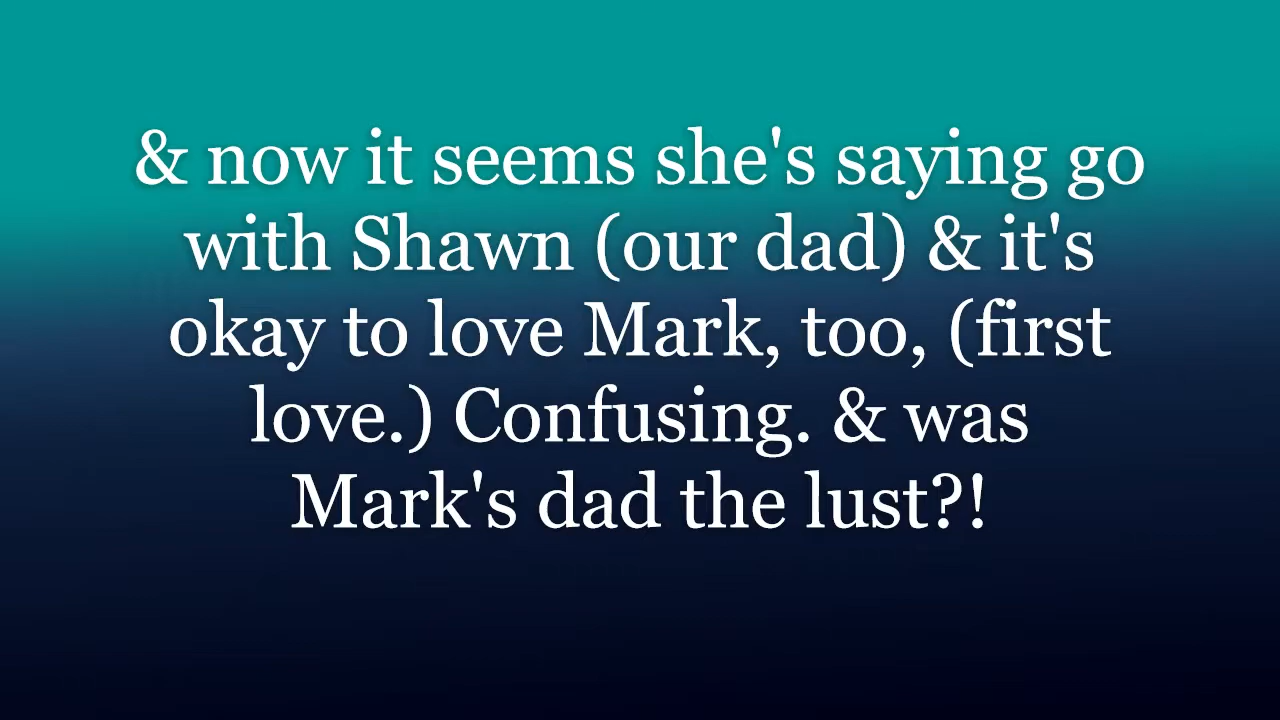 & now it seems she's saying go
with Shawn (our dad) & it's
okay to love Mark, too, (first
love.) Confusing. & was
Mark's dad the lust?!